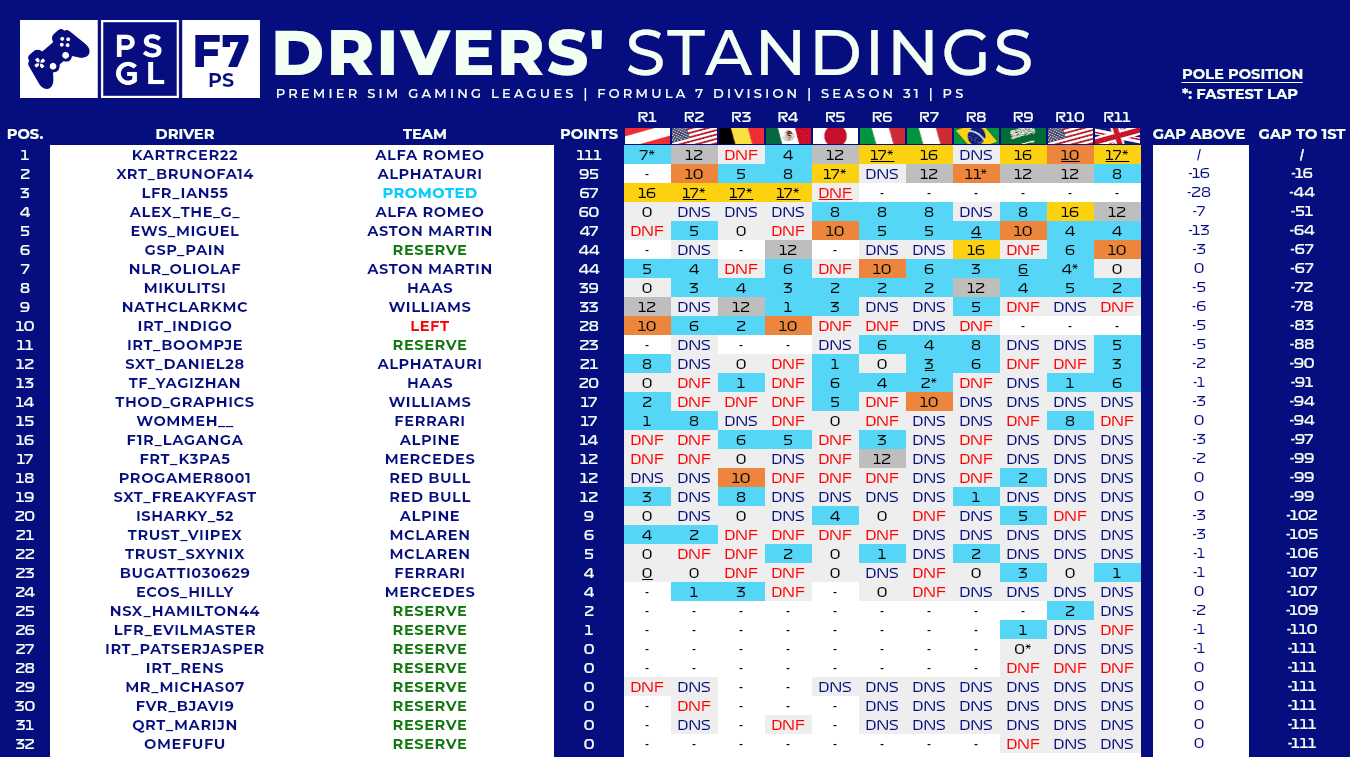 PS GL F7 PS DRIVERS' STANDINGS
PREMIER SIM GAMING LEAGUES | FORMULA 7 DIVISION | SEASON 31 | PS
POLE POSITION
*: FASTEST LAP
R1 R2 R3 R4 R5 R6 R7 R8 R9 R10 R11
POS. DRIVER TEAM POINTS GAP ABOVE GAP TO 1ST
1 KARTRCER22 ALFA ROMEO 111 7* 12 DNF 4 12 17* 16 DNS 16 10 17* / /
2 XRT_BRUNOFA14 ALPHATAURI 95 - 10 5 8 17* DNS 12 11* 12 12 8 -16 -16
3 LFR_IAN55 PROMOTED 67 16 17* 17* 17* DNF - - - - - - -28 -44
4 ALEX_THE_G_ ALFA ROMEO 60 0 DNS DNS DNS 8 8 8 DNS 8 16 12 -7 -51
5 EWS_MIGUEL ASTON MARTIN 47 DNF 5 0 DNF 10 5 5 4 10 4 4 -13 -64
6 GSP_PAIN RESERVE 44 - DNS - 12 - DNS DNS 16 DNF 6 10 -3 -67
7 NLR_OLIOLAF ASTON MARTIN 44 5 4 DNF 6 DNF 10 6 3 6 4* 0 0 -67
8 MIKULITSI HAAS 39 0 3 4 3 2 2 2 12 4 5 2 -5 -72
9 NATHCLARKMC WILLIAMS 33 12 DNS 12 1 3 DNS DNS 5 DNF DNS DNF -6 -78
10 IRT_INDIGO LEFT 28 10 6 2 10 DNF DNF DNS DNF - - - -5 -83
11 IRT_BOOMPJE RESERVE 23 - DNS - - DNS 6 4 8 DNS DNS 5 -5 -88
12 SXT_DANIEL28 ALPHATAURI 21 8 DNS 0 DNF 1 0 3 6 DNF DNF 3 -2 -90
13 TF_YAGIZHAN HAAS 20 0 DNF 1 DNF 6 4 2* DNF DNS 1 6 -1 -91
14 THOD_GRAPHICS WILLIAMS 17 2 DNF DNF DNF 5 DNF 10 DNS DNS DNS DNS -3 -94
15 WOMMEH__ FERRARI 17 1 8 DNS DNF 0 DNF DNS DNS DNF 8 DNF 0 -94
16 F1R_LAGANGA ALPINE 14 DNF DNF 6 5 DNF 3 DNS DNF DNS DNS DNS -3 -97
17 FRT_K3PA5 MERCEDES 12 DNF DNF 0 DNS DNF 12 DNS DNF DNS DNS DNS -2 -99
18 PROGAMER8001 RED BULL 12 DNS DNS 10 DNF DNF DNF DNS DNF 2 DNS DNS 0 -99
19 SXT_FREAKYFAST RED BULL 12 3 DNS 8 DNS DNS DNS DNS 1 DNS DNS DNS 0 -99
20 ISHARKY_52 ALPINE 9 0 DNS 0 DNS 4 0 DNF DNS 5 DNF DNS -3 -102
21 TRUST_VIIPEX MCLAREN 6 4 2 DNF DNF DNF DNF DNS DNS DNS DNS DNS -3 -105
22 TRUST_SXYNIX MCLAREN 5 0 DNF DNF 2 0 1 DNS 2 DNS DNS DNS -1 -106
23 BUGATTI030629 FERRARI 4 0 0 DNF DNF 0 DNS DNF 0 3 0 1 -1 -107
24 ECOS_HILLY MERCEDES 4 - 1 3 DNF - 0 DNF DNS DNS DNS DNS 0 -107
25 NSX_HAMILTON44 RESERVE 2 - - - - - - - - - 2 DNS -2 -109
26 LFR_EVILMASTER RESERVE 1 - - - - - - - - 1 DNS DNF -1 -110
27 IRT_PATSERJASPER RESERVE 0 - - - - - - - - 0* DNS DNS -1 -111
28 IRT_RENS RESERVE 0 - - - - - - - - DNF DNF DNF 0 -111
29 MR_MICHAS07 RESERVE 0 DNF DNS - - DNS DNS DNS DNS DNS DNS DNS 0 -111
30 FVR_BJAVI9 RESERVE 0 - DNF - - - DNS DNS DNS DNS DNS DNS 0 -111
31 QRT_MARIJN RESERVE 0 - DNS - DNF - DNS DNS DNS DNS DNS DNS 0 -111
32 OMEFUFU RESERVE 0 - - - - - - - - DNF DNS DNS 0 -111